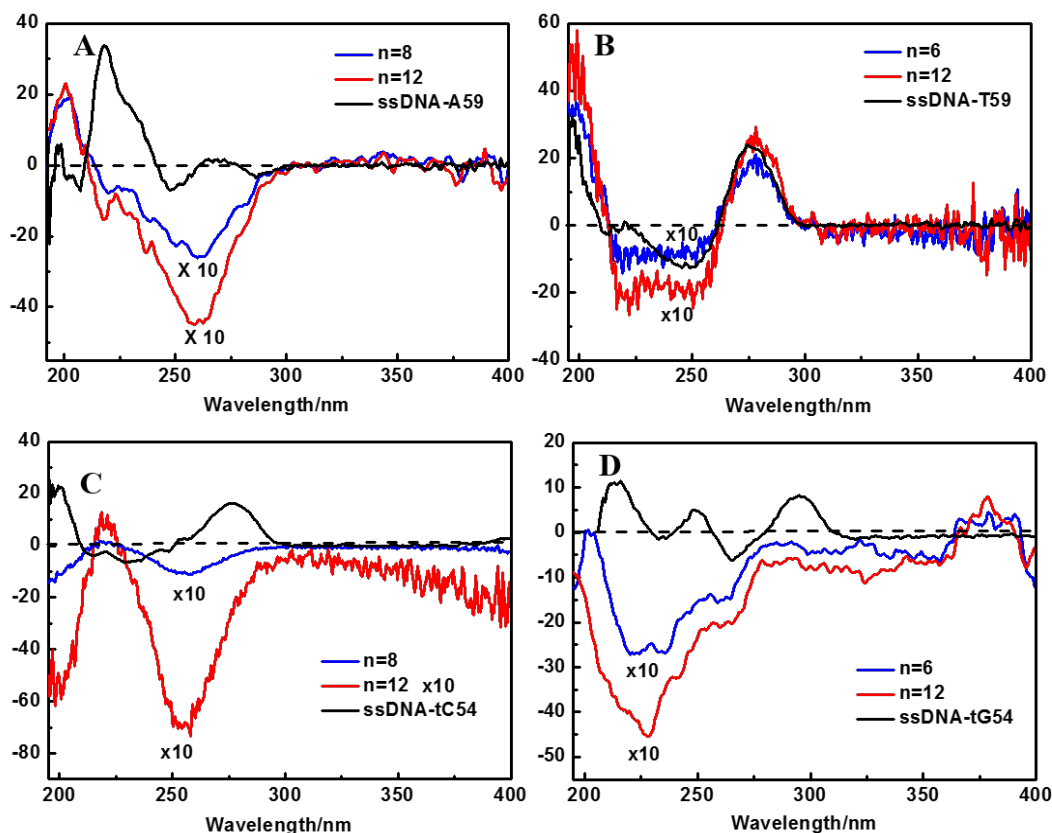 A
n=8
n=12
ssDNA-A59
X 10
X 10
40
20
0
-20
-40
200 250 300 350 400
Wavelength/nm
B
n=6
n=12
ssDNA-T59
x10
x10
60
40
20
0
-20
-40
200 250 300 350 400
Wavelength/nm
C
x10
n=8
n=12 x10
ssDNA-tC54
x10
40
20
0
-20
-40
-60
-80
200 250 300 350 400
Wavelength/nm
D
x10
n=6
n=12
ssDNA-tG54
x10
20
10
0
-10
-20
-30
-40
-50
200 250 300 350 400
Wavelength/nm